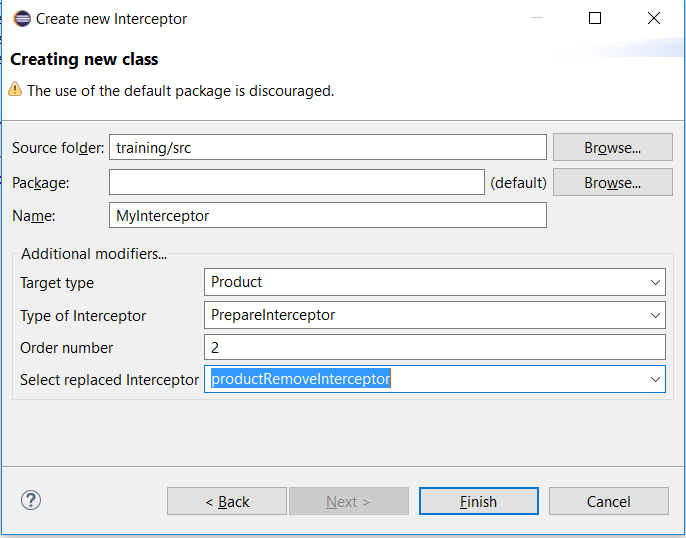 Create new Interceptor
Creating new class
The use of the default package is discouraged.
Source folder: training/src Browse...
Package: (default) Browse...
Name: MyInterceptor
Additional modifiers...
Target type Product
Type of Interceptor PrepareInterceptor
Order number 2
Select replaced Interceptor productRemoveInterceptor
? < Back Next > Finish Cancel